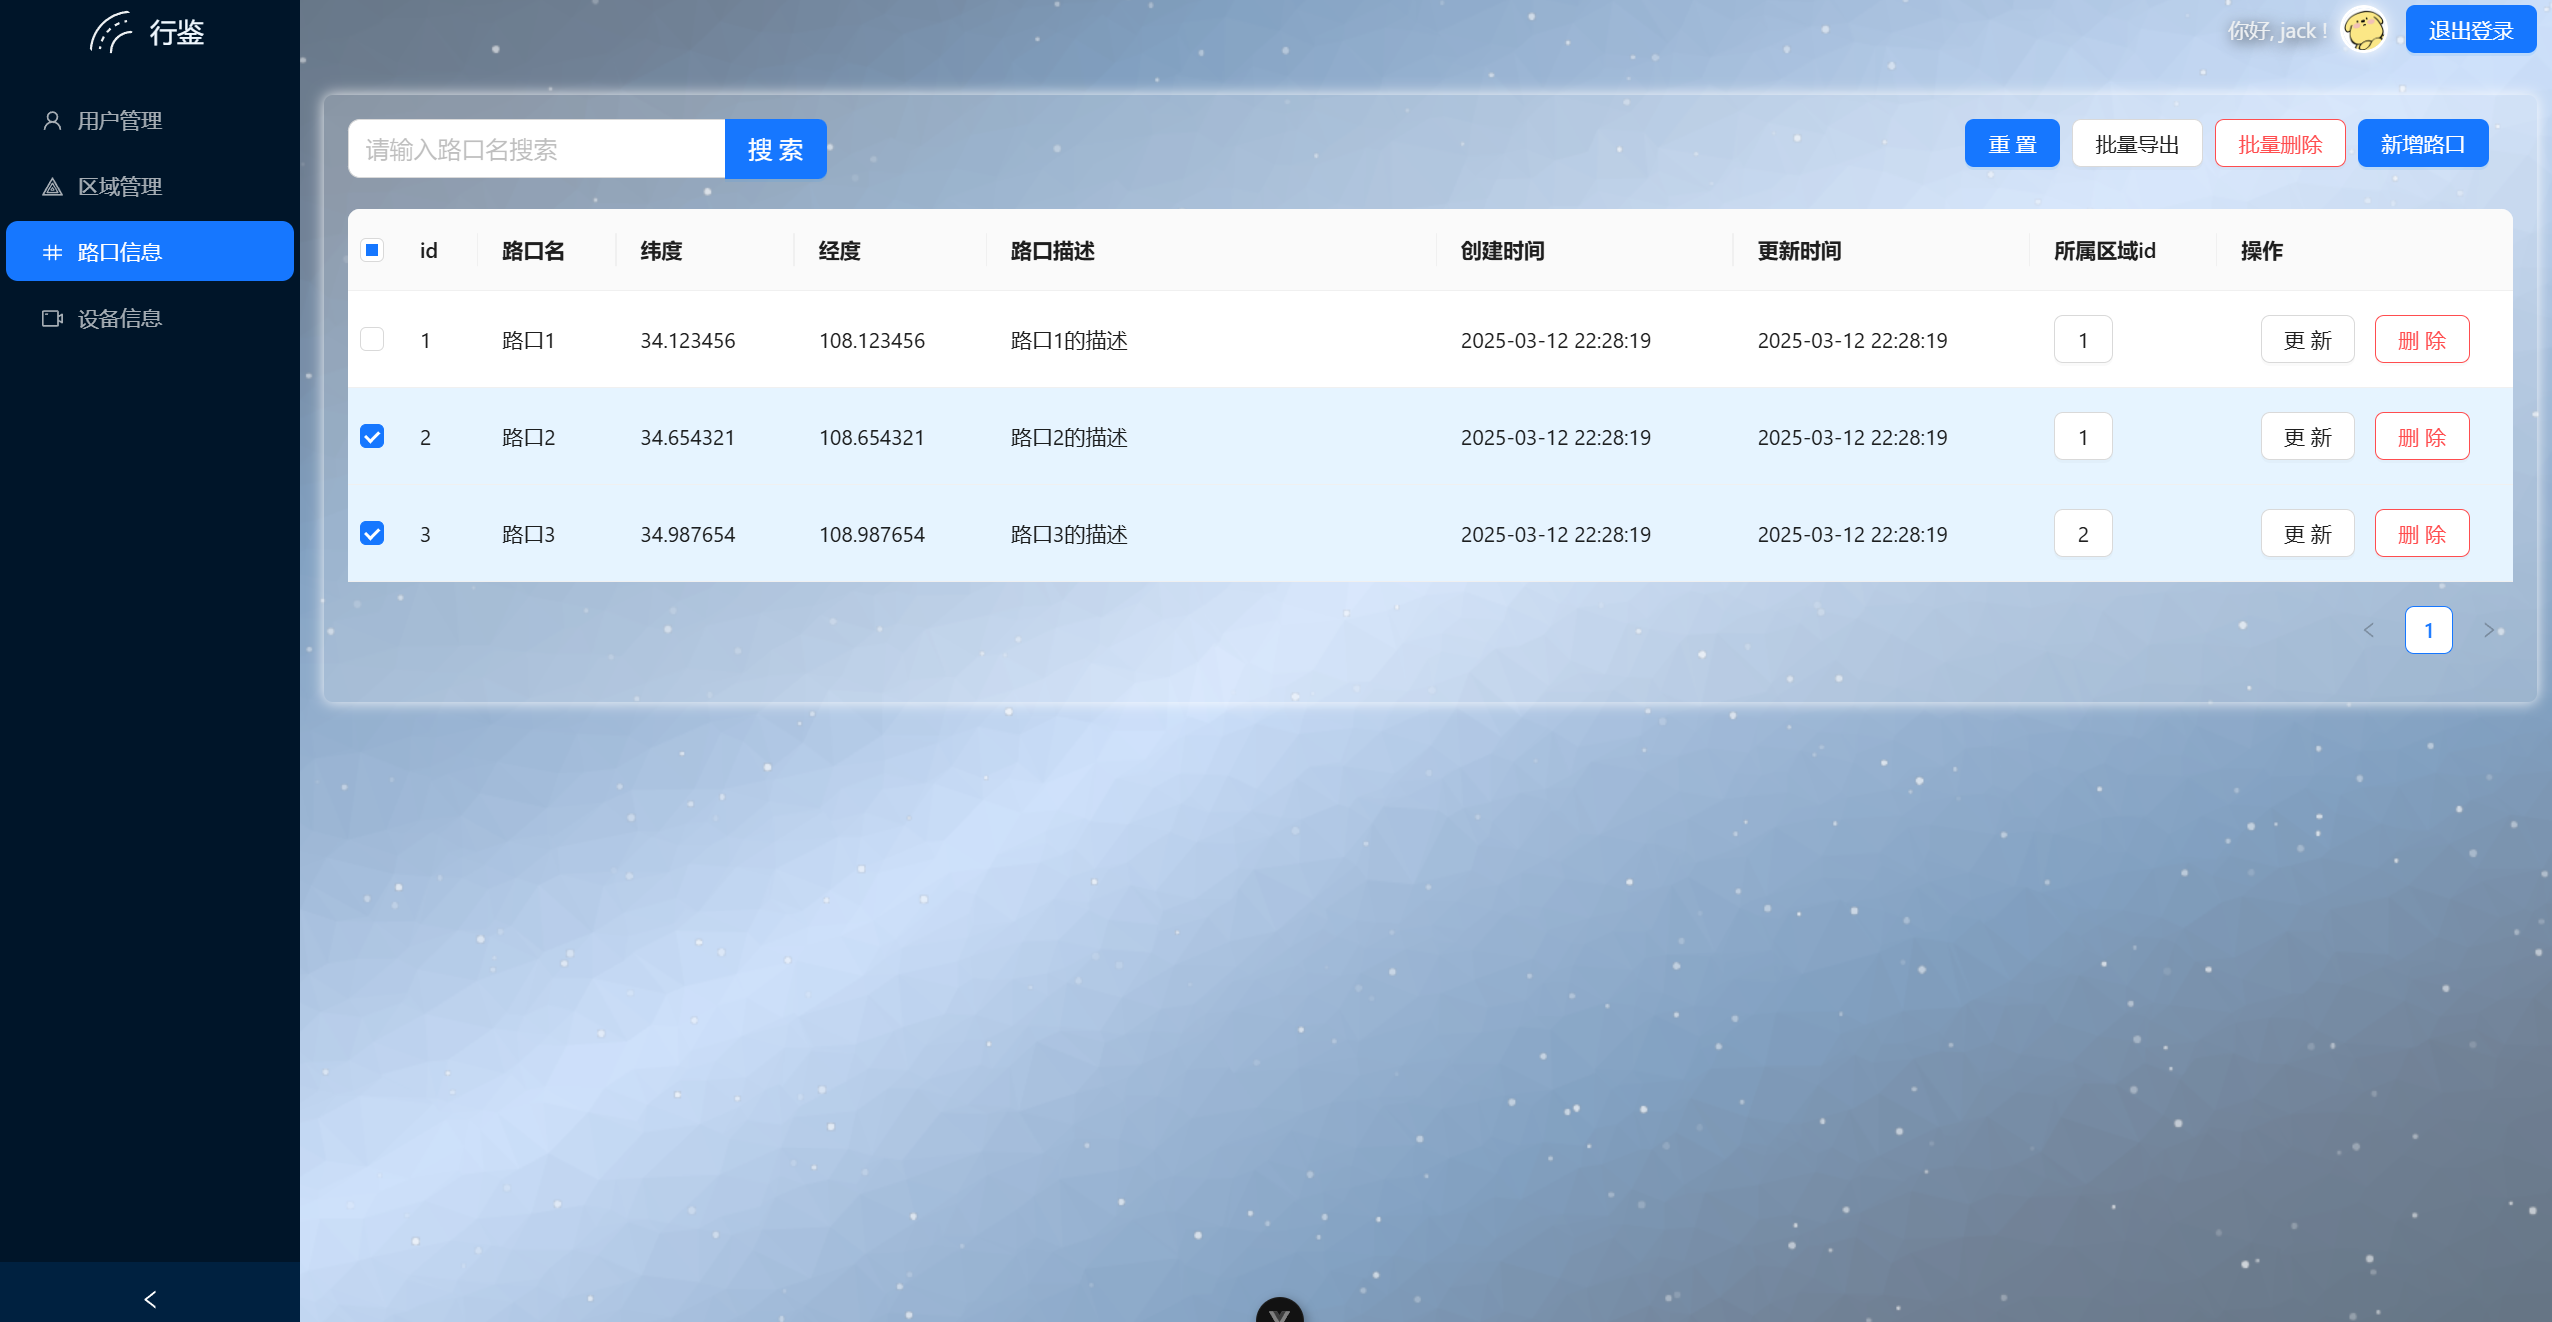 行鉴
你好, jack !
退出登录
用户管理
区域管理
路口信息
设备信息
请输入路口名搜索
搜 索
重 置
批量导出
批量删除
新增路口
id 路口名 纬度 经度 路口描述 创建时间 更新时间 所属区域id 操作
1 路口1 34.123456 108.123456 路口1的描述 2025-03-12 22:28:19 2025-03-12 22:28:19 1 更 新 删 除
2 路口2 34.654321 108.654321 路口2的描述 2025-03-12 22:28:19 2025-03-12 22:28:19 1 更 新 删 除
3 路口3 34.987654 108.987654 路口3的描述 2025-03-12 22:28:19 2025-03-12 22:28:19 2 更 新 删 除
1